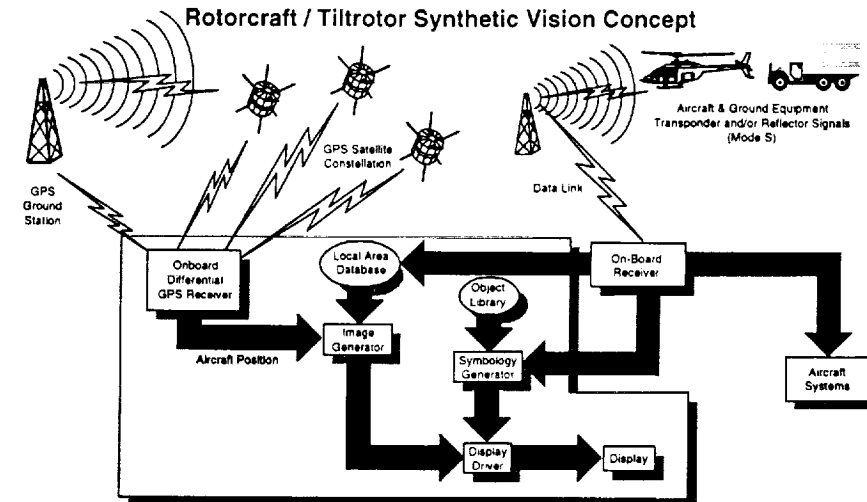 Rotorcraft / Tiltrotor Synthetic Vision Concept
Aircraft & Ground Equipment
Transponder and/or Reflector Signals
(Mode S)
GPS Satellite
Constellation
GPS
Ground
Station
Data Link
Onboard
Differential
GPS Receiver
Local Area
Database
On-Board
Receiver
Object
Library
Image
Generator
Aircraft Position
Symbology
Generator
Aircraft
Systems
Display
Driver
Display